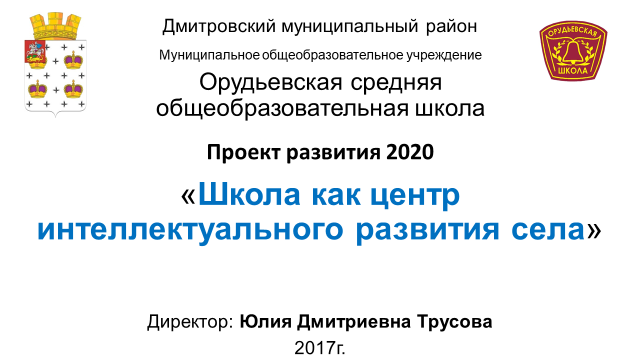 Дмитровский муниципальный район
Муниципальное общеобразовательное учреждение
Орудьевская средняя
общеобразовательная школа
ОРУДЬЕВСКАЯ
ШКОЛА
Проект развития 2020
«Школа как центр
интеллектуального развития села»
Директор: Юлия Дмитриевна Трусова
2017г.